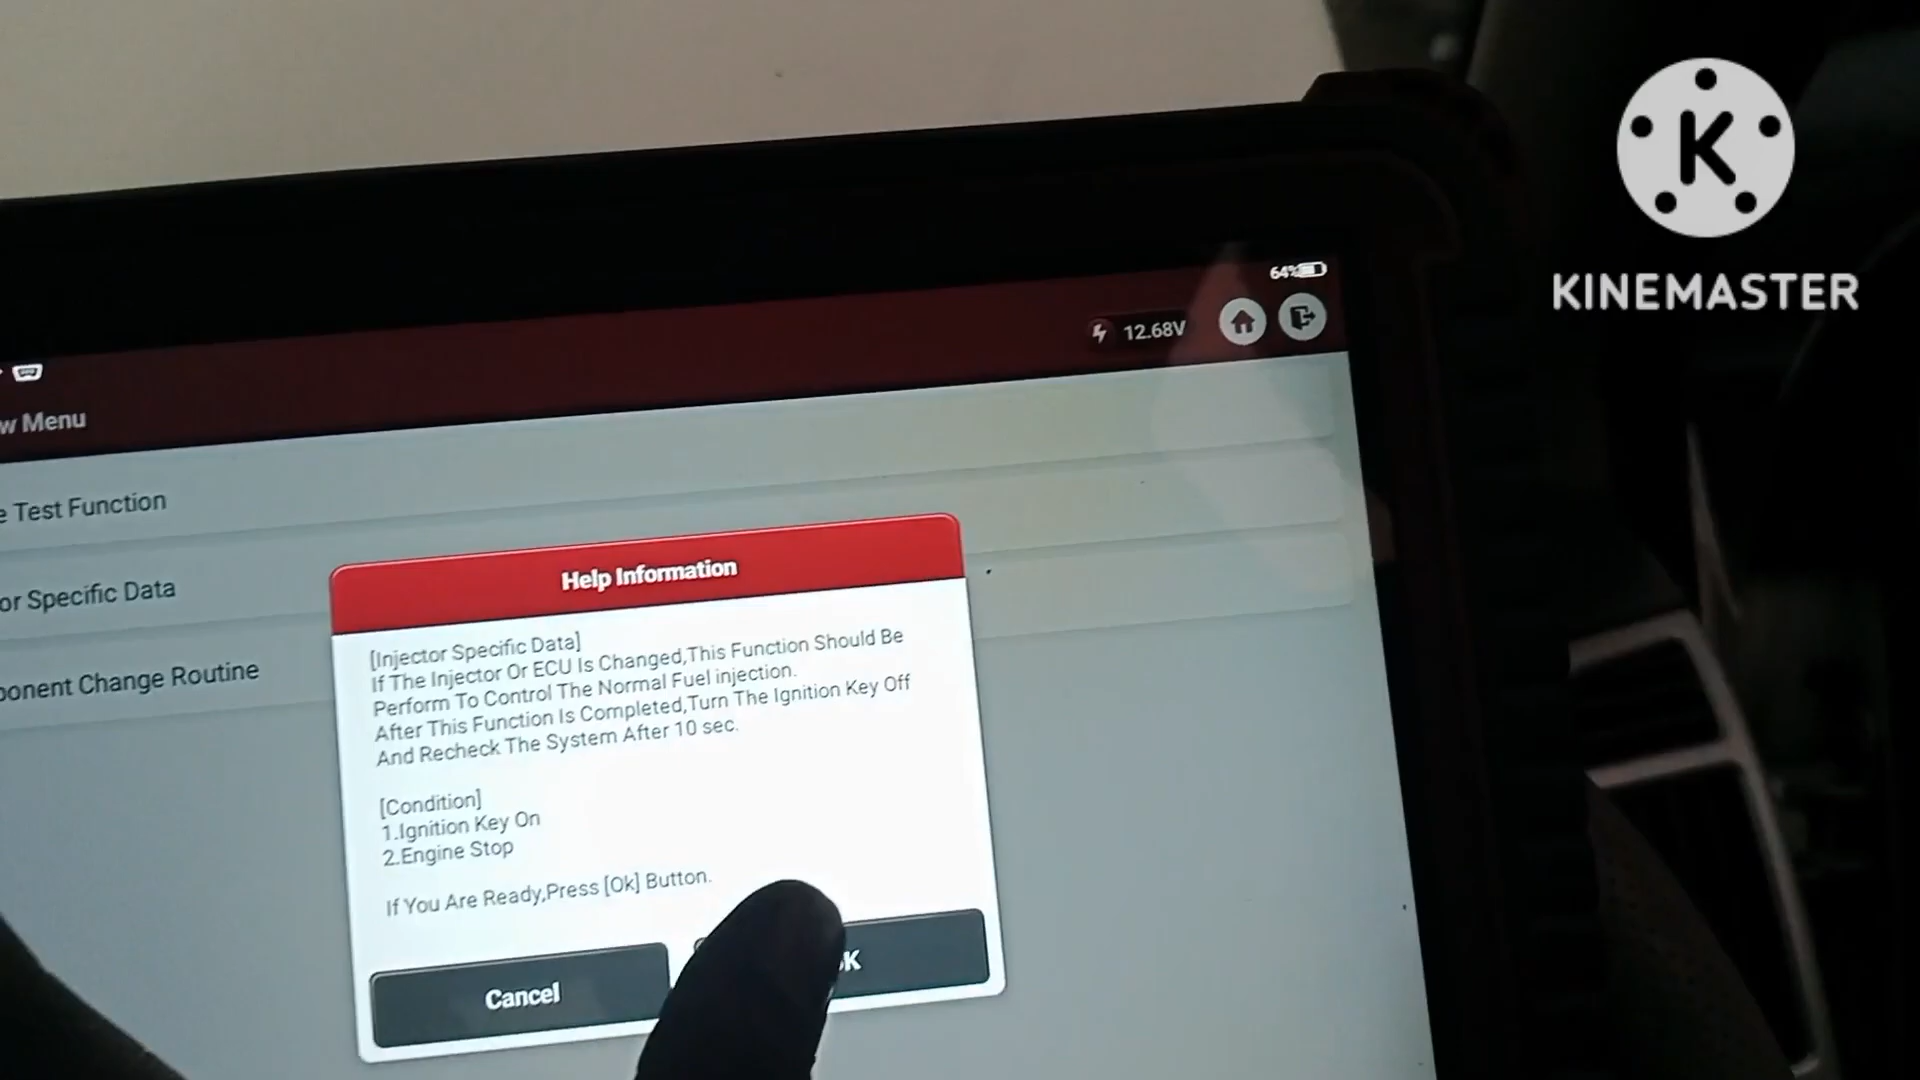 K
KINEMASTER
64%
12.68V
w Menu
e Test Function
or Specific Data
ponent Change Routine
Help Information
[Injector Specific Data]
If The Injector Or ECU Is Changed,This Function Should Be
Perform To Control The Normal Fuel injection.
After This Function Is Completed,Turn The Ignition Key Off
And Recheck The System After 10 sec.
[Condition]
1.Ignition Key On
2.Engine Stop
If You Are Ready,Press [Ok] Button.
Cancel
K